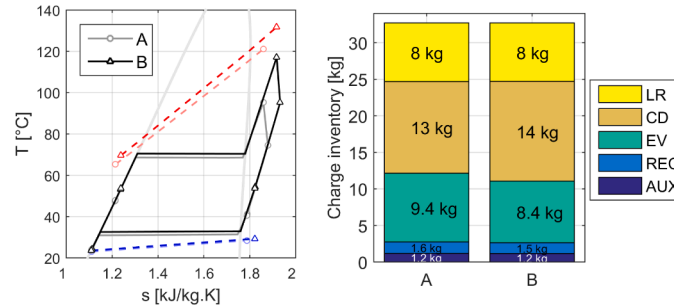 140
120
100
80
60
40
20
T [°C]
A
B
1
1.2
1.4
1.6
1.8
2
s [kJ/kg.K]
35
30
25
20
15
10
5
0
Charge inventory [kg]
8 kg
8 kg
13 kg
14 kg
9.4 kg
8.4 kg
1.6 kg
1.5 kg
1.2 kg
1.2 kg
A
B
LR
CD
EV
REC
AUX